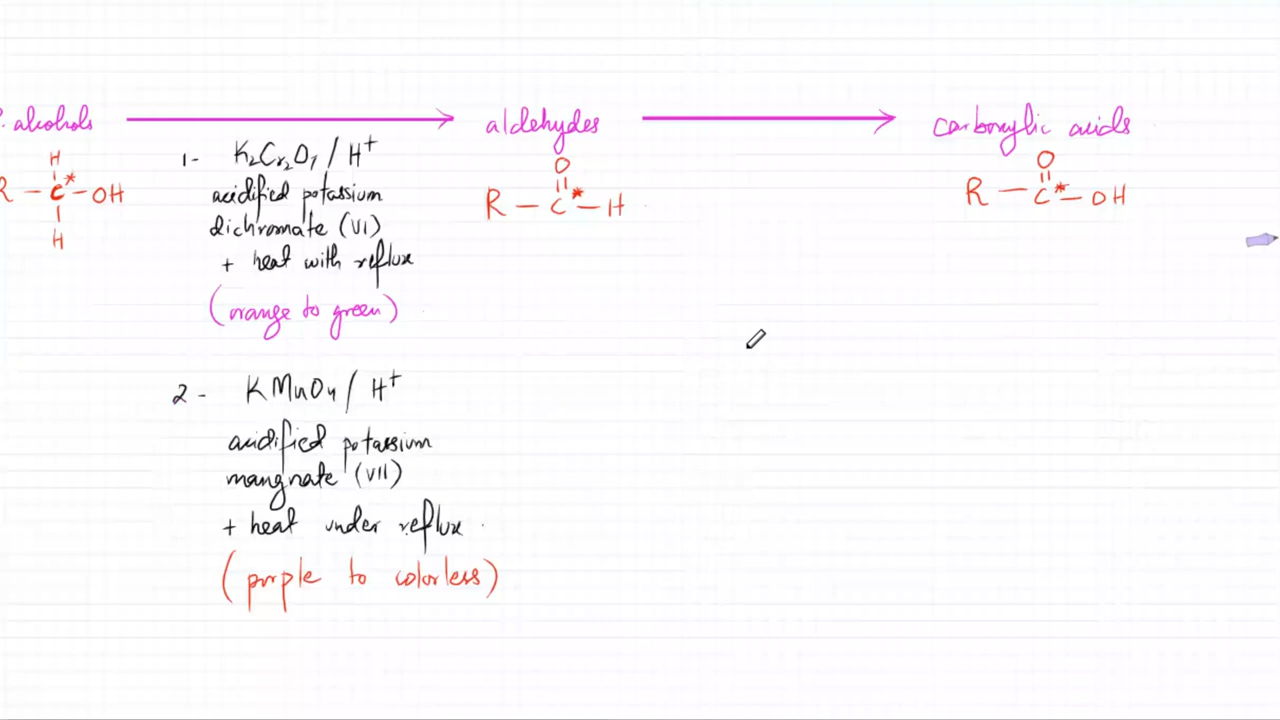 alcohols aldehydes carboxylic acids
1- K₂Cr₂O₇ / H⁺
acidified potassium
dichromate (VI)
+ heat with reflux
(orange to green)
H
R - C* - OH
H
O
R - C* - H
O
R - C* - OH
2- KMnO₄ / H⁺
acidified potassium
mangnate (VII)
+ heat under reflux.
(purple to colorless)